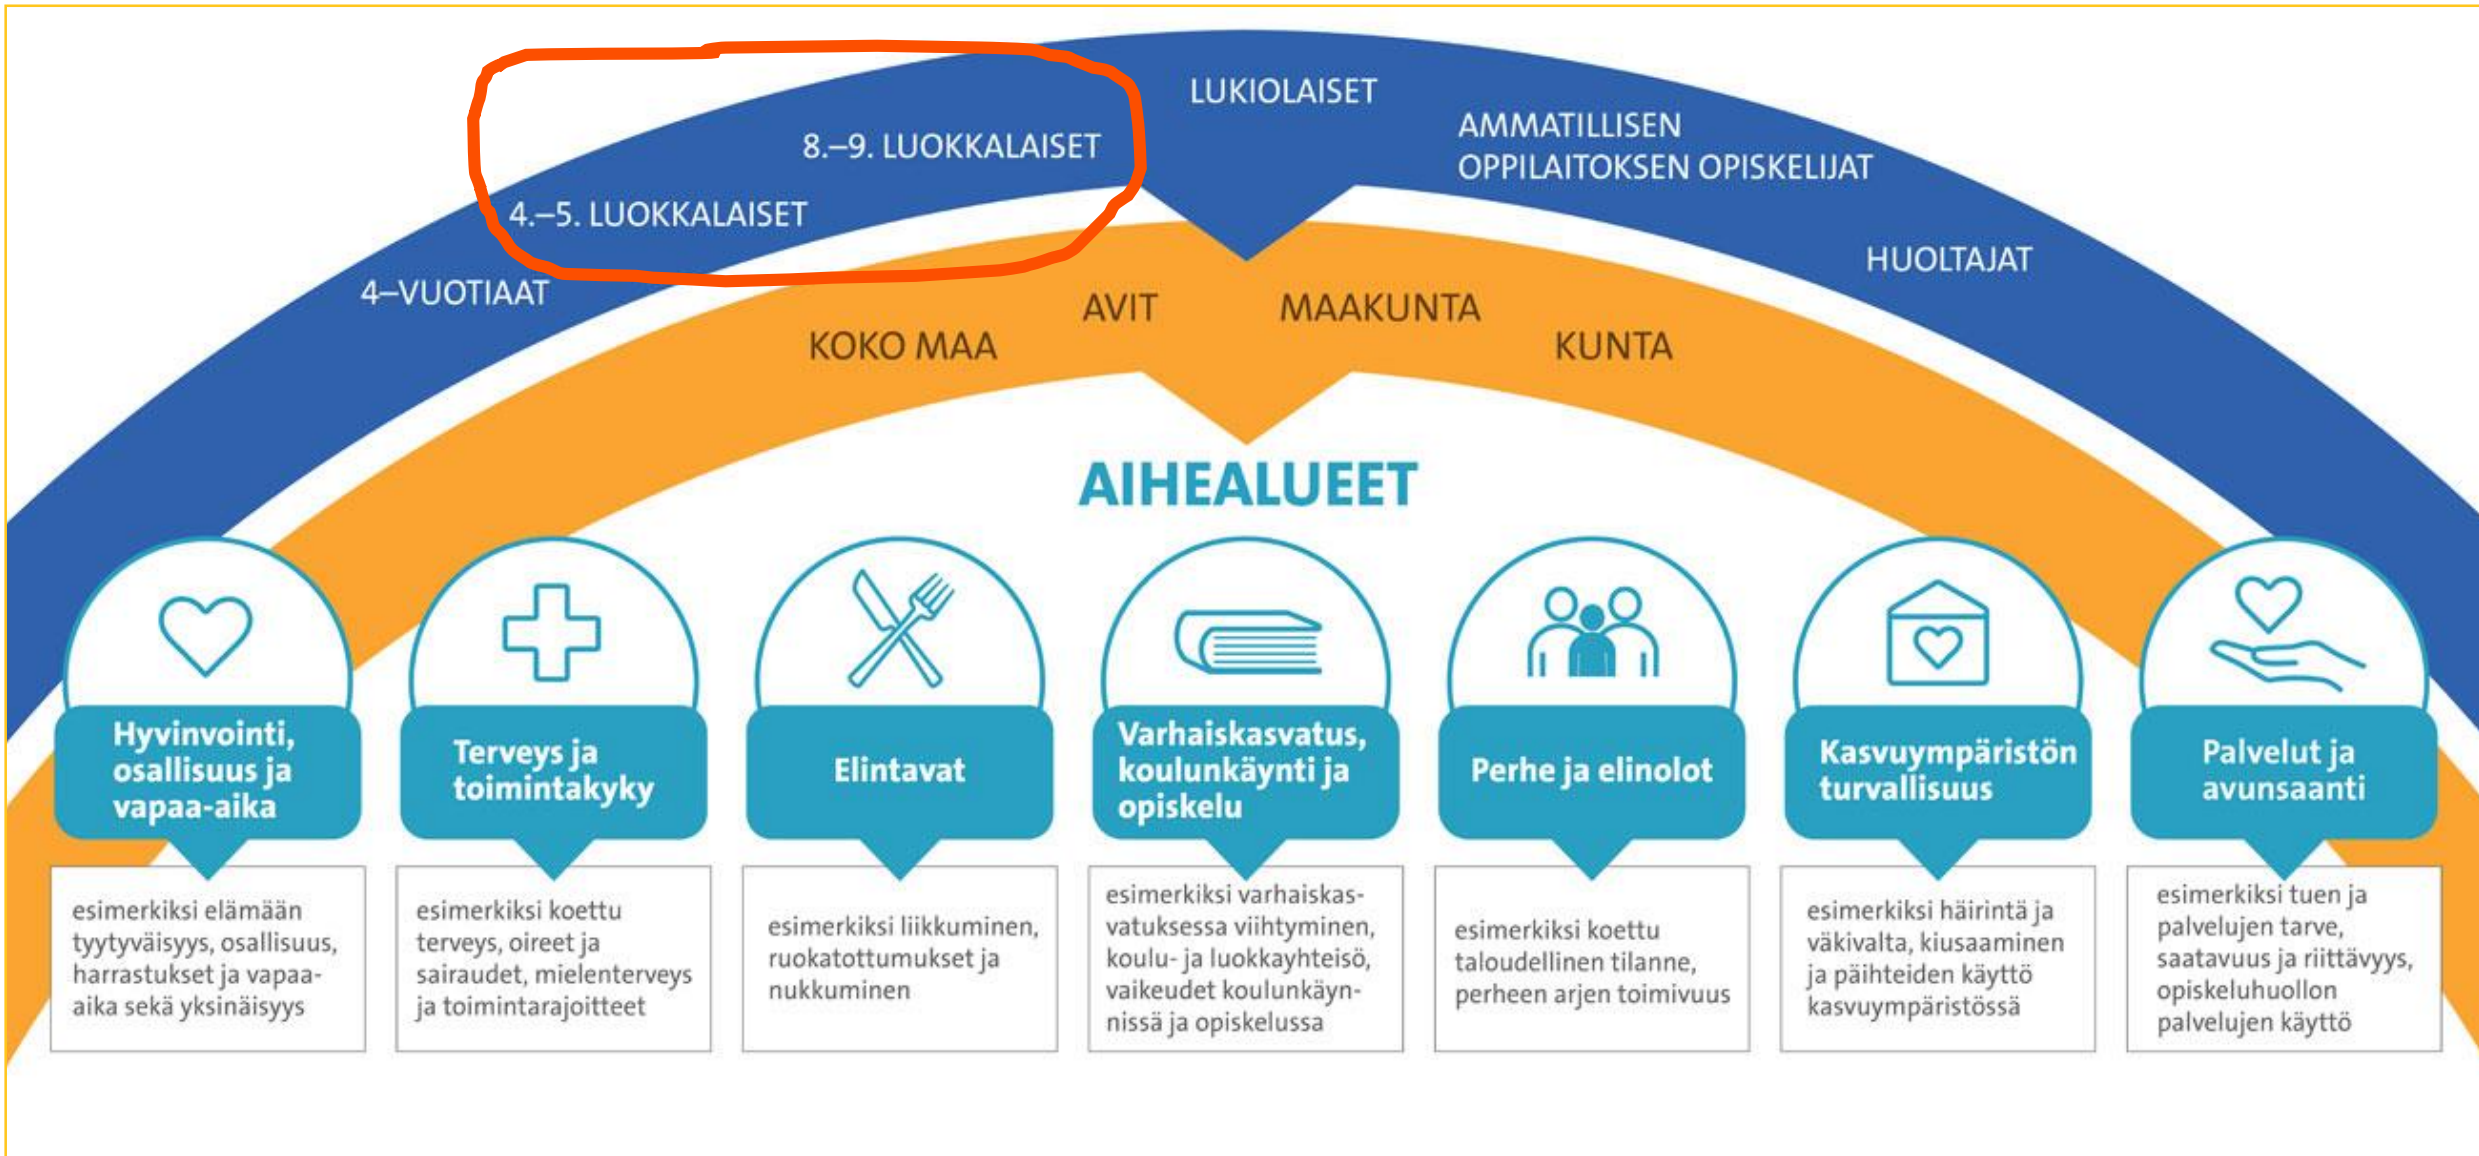 LUKIOLAISET
8.–9. LUOKKALAISET
AMMATILLISEN
OPPILAITOKSEN OPISKELIJAT
4.–5. LUOKKALAISET
HUOLTAJAT
4–VUOTIAAT
KOKO MAA
AVIT
MAAKUNTA
KUNTA
AIHEALUEET
Hyvinvointi,
osallisuus ja
vapaa-aika
esimerkiksi elämään
tyytyväisyys, osallisuus,
harrastukset ja vapaa-
aika sekä yksinäisyys
Terveys ja
toimintakyky
esimerkiksi koettu
terveys, oireet ja
sairaudet, mielenterveys
ja toimintarajoitteet
Elintavat
esimerkiksi liikkuminen,
ruokatottumukset ja
nukkuminen
Varhaiskasvatus,
koulunkäynti ja
opiskelu
esimerkiksi varhaiskas-
vatuksessa viihtyminen,
koulu- ja luokkayhteisö,
vaikeudet koulunkäyn-
nissä ja opiskelussa
Perhe ja elinolot
esimerkiksi koettu
taloudellinen tilanne,
perheen arjen toimivuus
Kasvuympäristön
turvallisuus
esimerkiksi häirintä ja
väkivalta, kiusaaminen
ja päihteiden käyttö
kasvuympäristössä
Palvelut ja
avunsaanti
esimerkiksi tuen ja
palvelujen tarve,
saatavuus ja riittävyys,
opiskeluhuollon
palvelujen käyttö